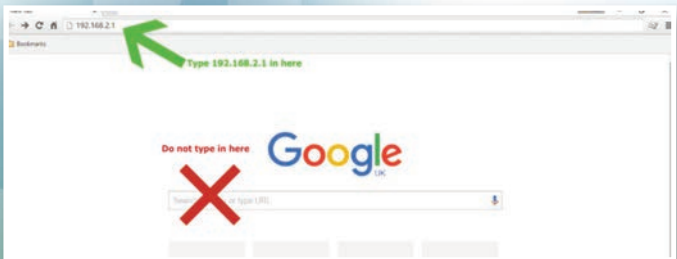 192.168.2.1
Bookmarks
Type 192.168.2.1 in here
Do not type in here
Google
UK
Search or type URL